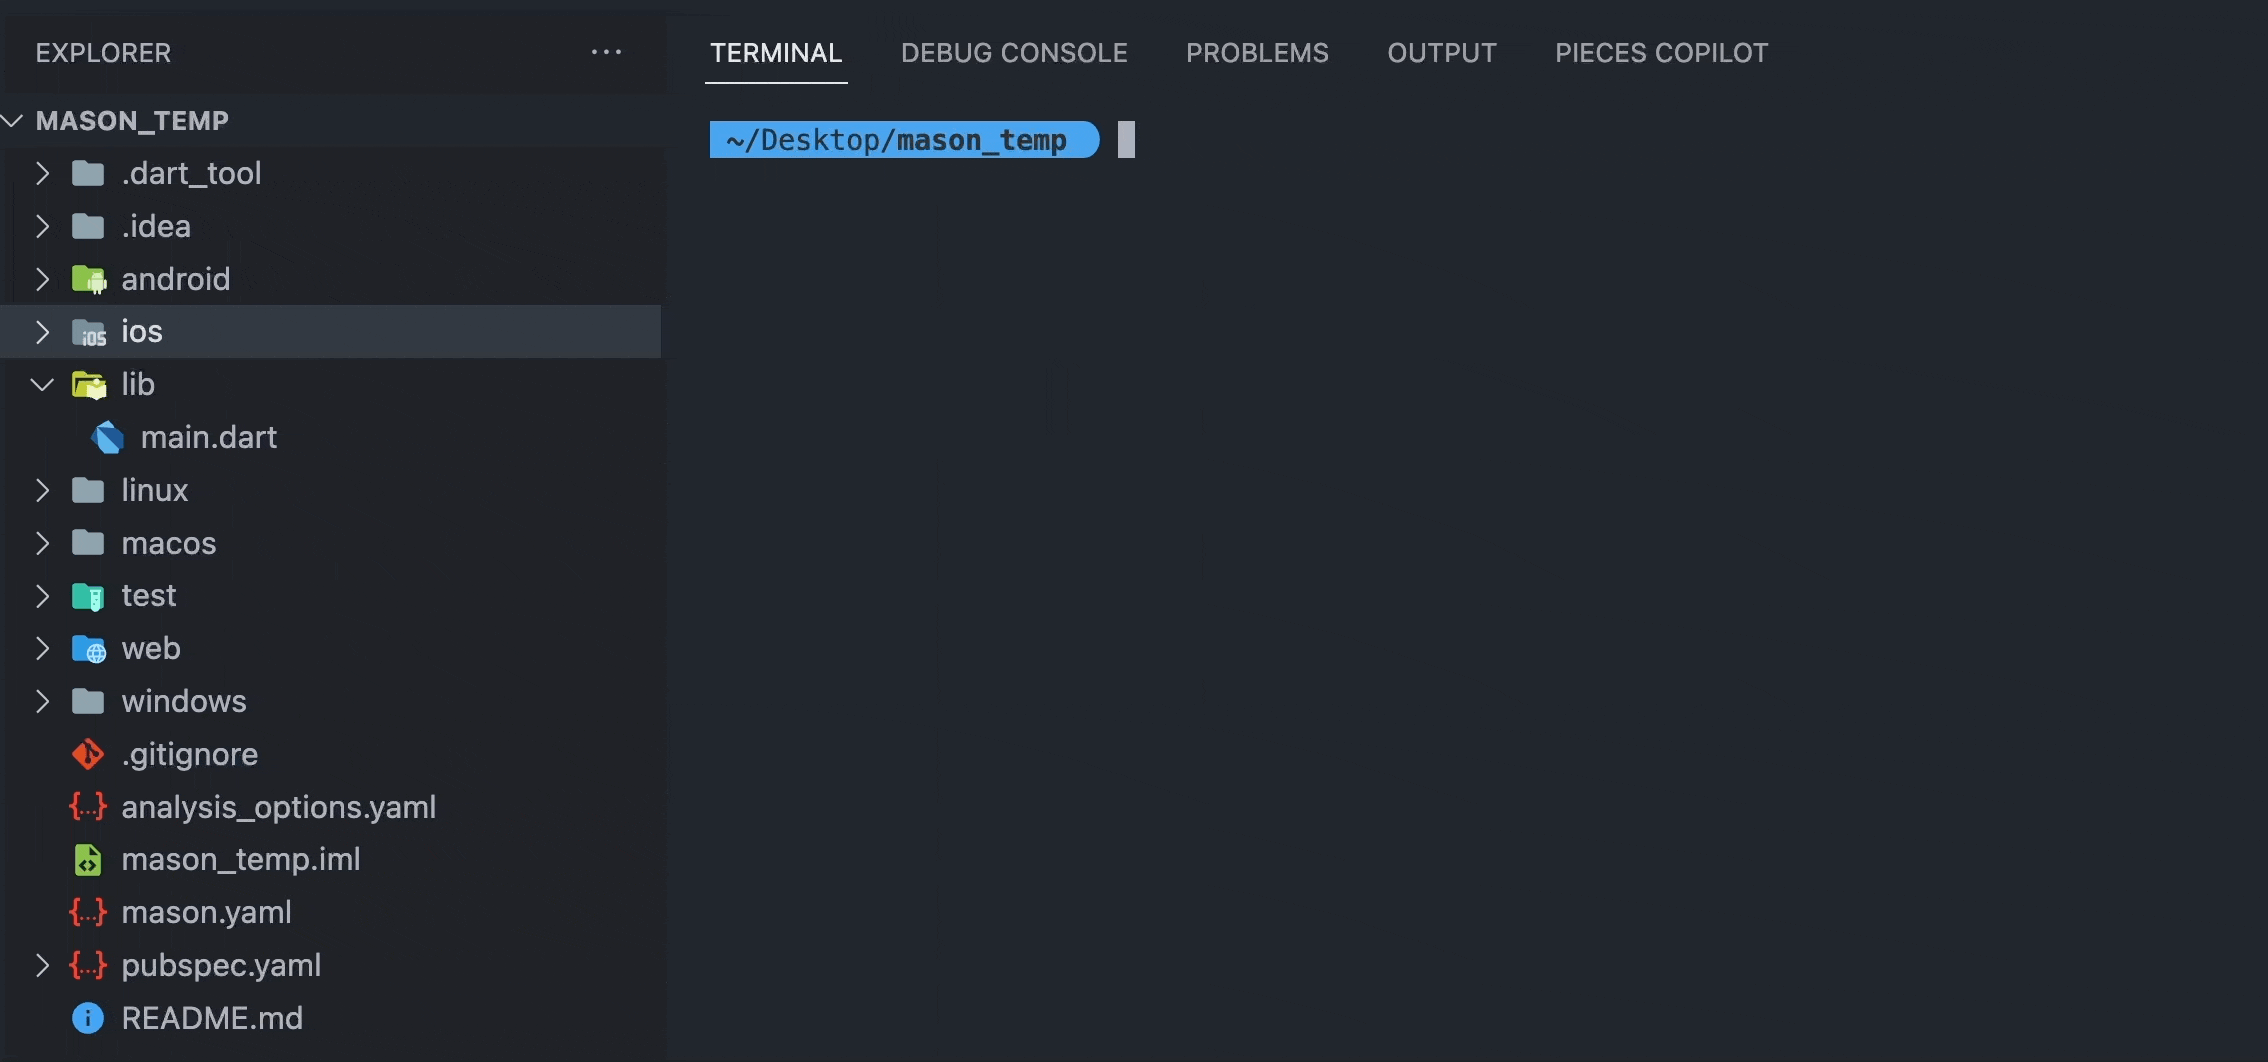 EXPLORER
MASON_TEMP
.dart_tool
.idea
android
ios
lib
main.dart
linux
macos
test
web
windows
.gitignore
analysis_options.yaml
mason_temp.iml
mason.yaml
pubspec.yaml
README.md
TERMINAL DEBUG CONSOLE PROBLEMS OUTPUT PIECES COPILOT
~/Desktop/mason_temp